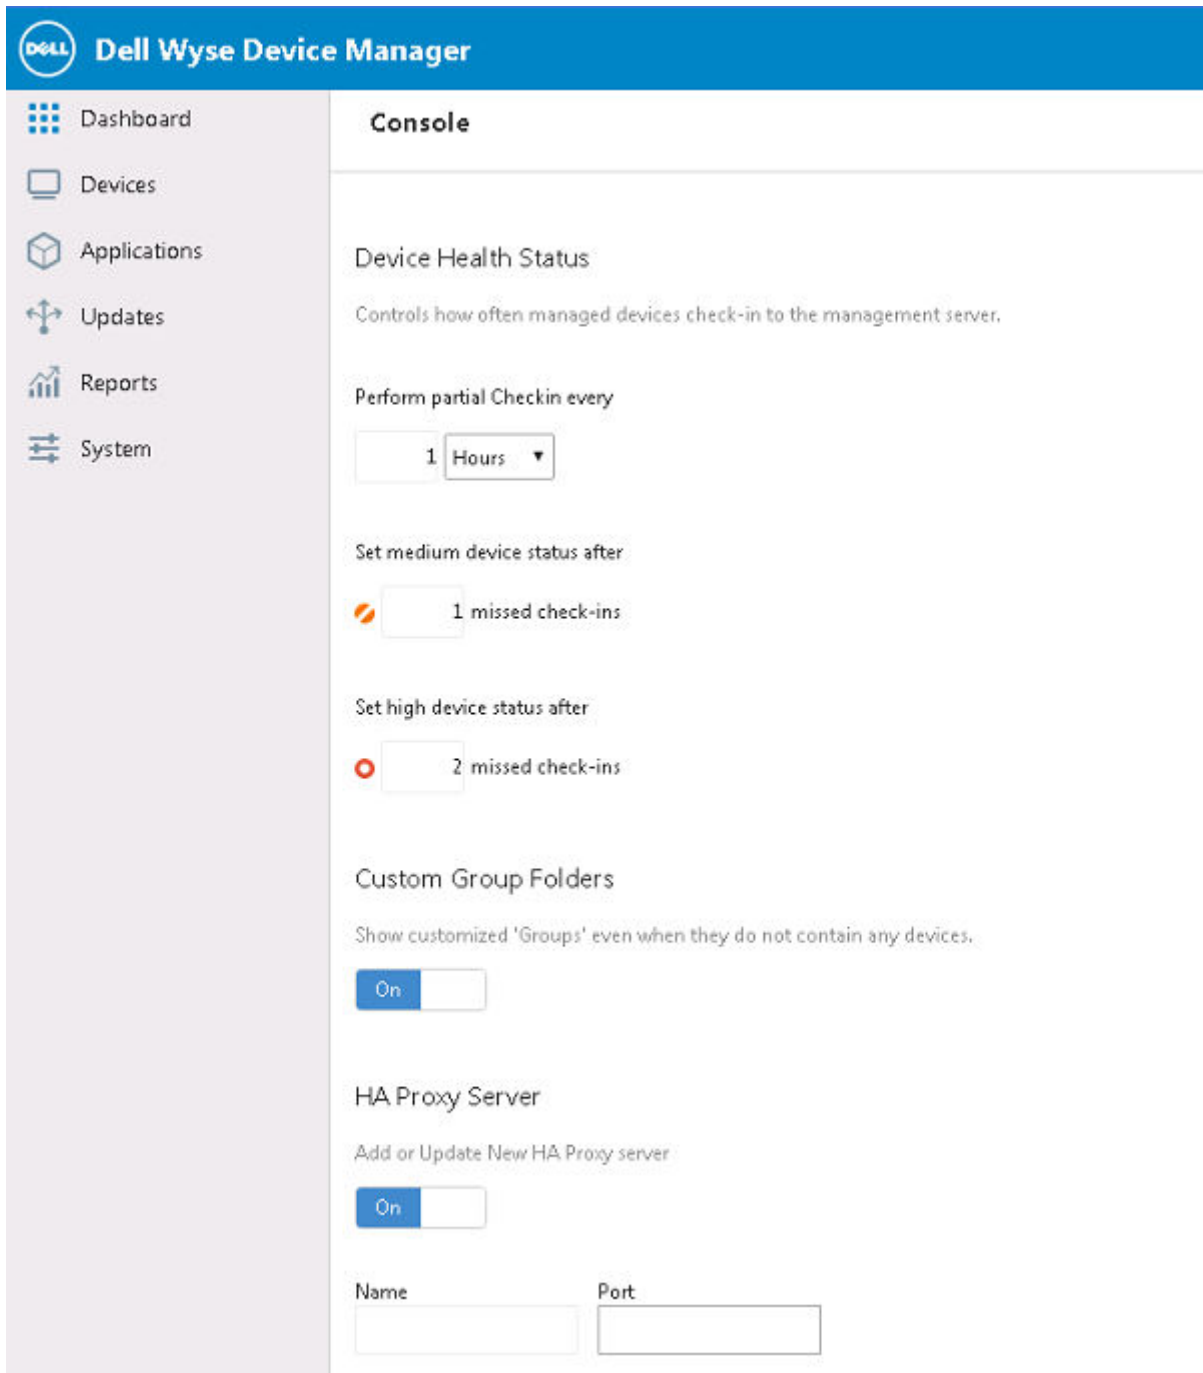 DELL Dell Wyse Device Manager
Dashboard
Devices
Applications
Updates
Reports
System
Console
Device Health Status
Controls how often managed devices check-in to the management server.
Perform partial Checkin every
1 Hours
Set medium device status after
1 missed check-ins
Set high device status after
2 missed check-ins
Custom Group Folders
Show customized 'Groups' even when they do not contain any devices.
On
HA Proxy Server
Add or Update New HA Proxy server
On
Name Port